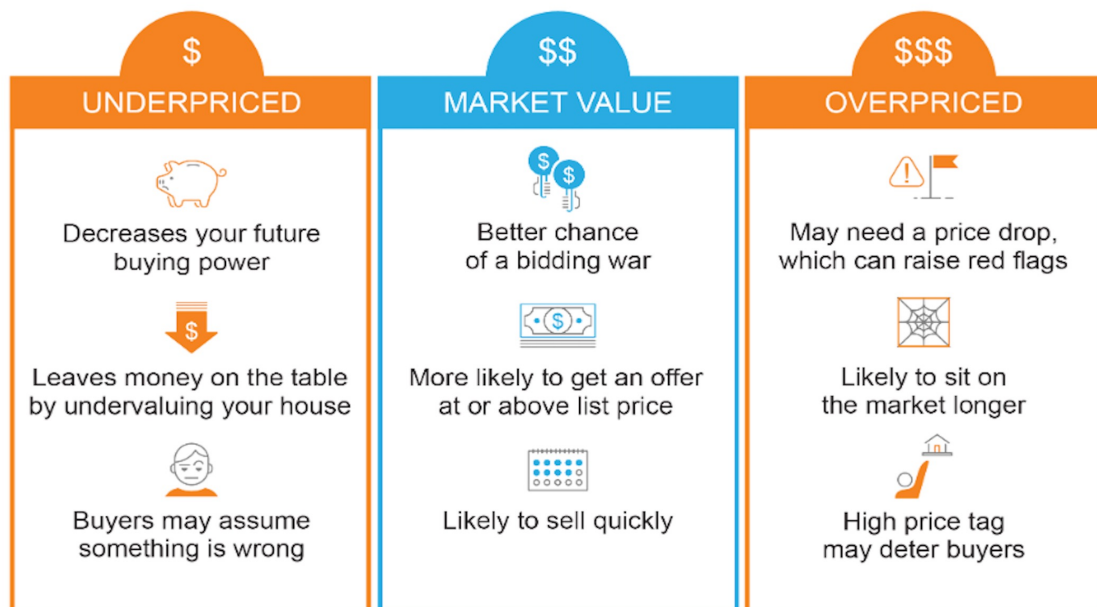 $
UNDERPRICED
Decreases your future
buying power
$
Leaves money on the table
by undervaluing your house
Buyers may assume
something is wrong
$$
MARKET VALUE
$
$
Better chance
of a bidding war
$
More likely to get an offer
at or above list price
Likely to sell quickly
$$$
OVERPRICED
!
May need a price drop,
which can raise red flags
Likely to sit on
the market longer
High price tag
may deter buyers